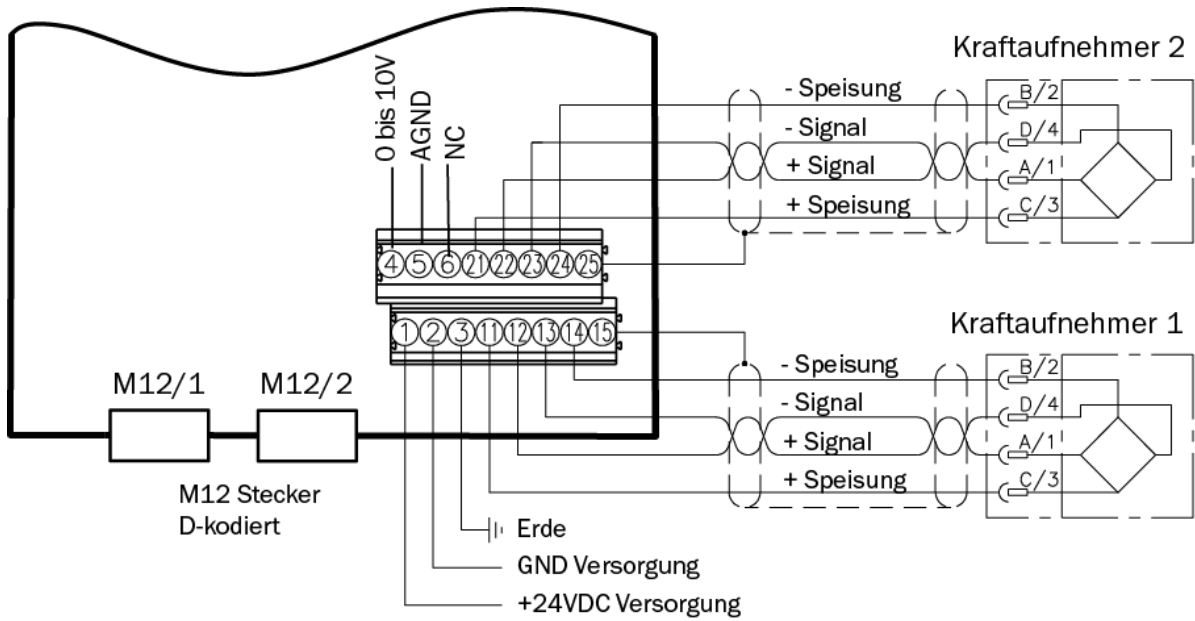 Kraftaufnehmer 2
0 bis 10V
AGND
NC
- Speisung
B/2
- Signal
D/4
+ Signal
A/1
+ Speisung
C/3
4 5 6 21 22 23 24 25
1 2 3 11 12 13 14 15
Kraftaufnehmer 1
- Speisung
B/2
- Signal
D/4
+ Signal
A/1
+ Speisung
C/3
M12/1
M12/2
M12 Stecker
D-kodiert
Erde
GND Versorgung
+24VDC Versorgung